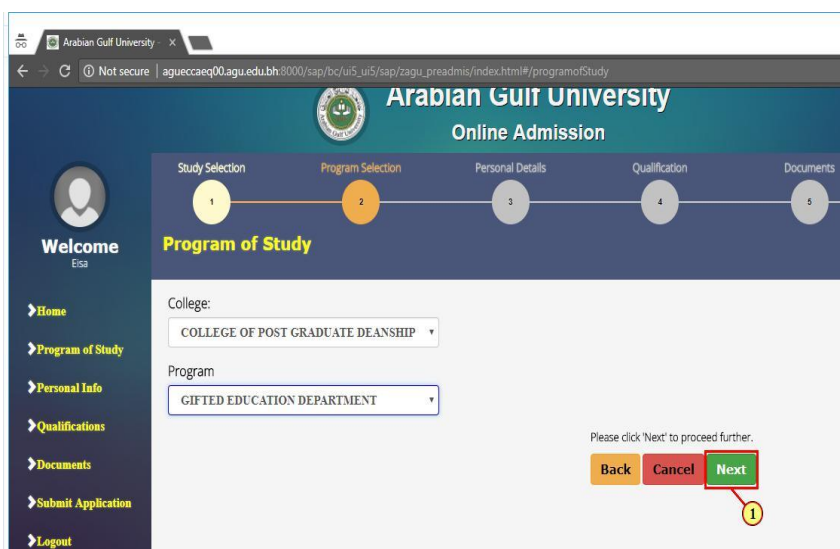 Arabian Gulf University - ×
Not secure | agueccaeq00.agu.edu.bh:8000/sap/bc/ui5_ui5/sap/zagu_preadmis/index.html#/programofStudy
Arabian Gulf University
Online Admission
Study Selection Program Selection Personal Details Qualification Documents
1 2 3 4 5
Welcome
Eisa
Program of Study
Home
Program of Study
Personal Info
Qualifications
Documents
Submit Application
Logout
College:
COLLEGE OF POST GRADUATE DEANSHIP
Program
GIFTED EDUCATION DEPARTMENT
Please click 'Next' to proceed further.
Back Cancel Next
1